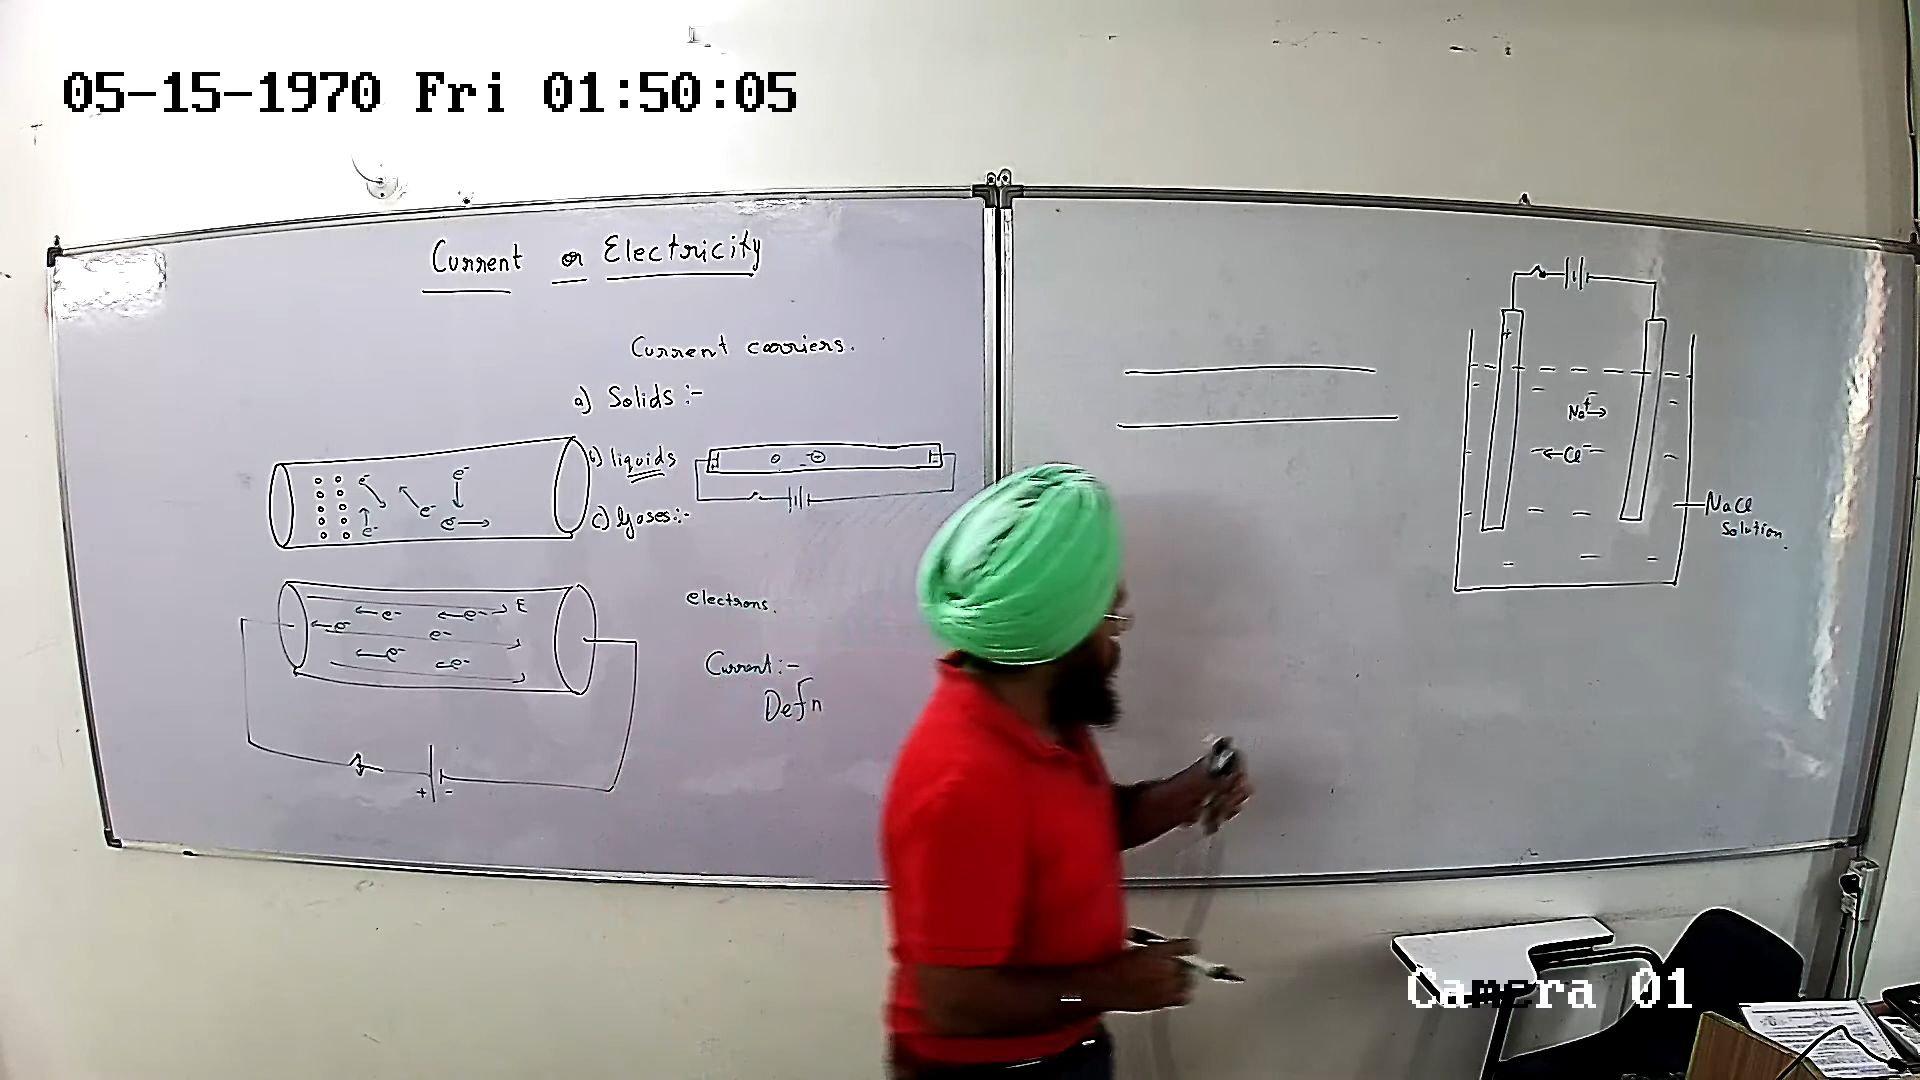 05-15-1970 Fri 01:50:05
Current or Electricity
Current carriers.
a) Solids :-
b) liquids
c) Gases:-
e- e- e- e- e-
+ -
E
e- e-
e- e-
e- e-
+ -
electrons.
Current :-
Defn
+
Na+
Cl-
NaCl
Solution.
Camera 01